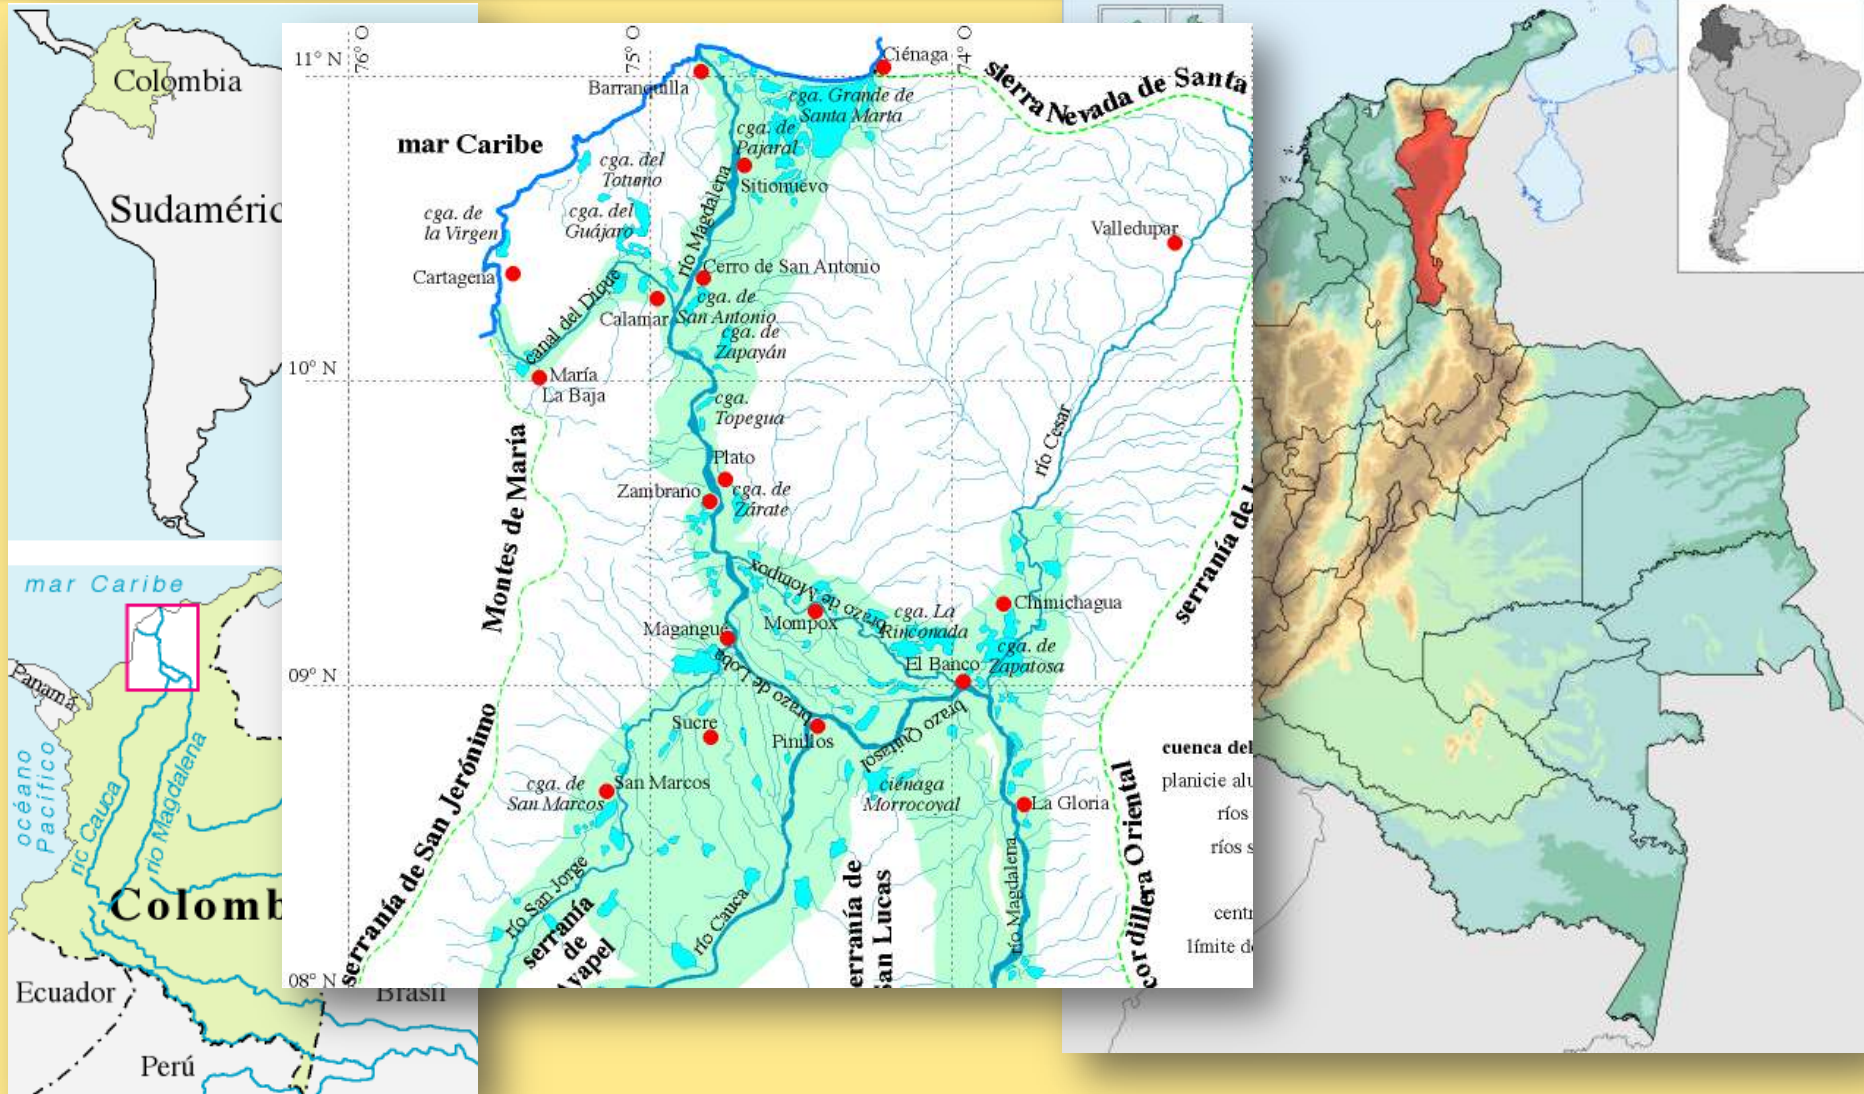 Colombia
Sudaméric
mar Caribe
Panamá
océano
Pacífico
río Cauca
río Magdalena
Colomb
Ecuador
Brasil
Perú
76° O
75° O
74° O
11° N
10° N
09° N
08° N
Ciénaga
sierra Nevada de Santa
Barranquilla
cga. Grande de
Santa Marta
mar Caribe
cga. de
Pajaral
cga. del
Totumo
Sitionuevo
cga. de
la Virgen
cga. del
Guájaro
río Magdalena
Valledupar
Cartagena
Cerro de San Antonio
canal del Dique
Calamar
cga. de
San Antonio
cga. de
Zapayán
María
La Baja
cga.
Topegua
río Cesar
Montes de María
Plato
Zambrano
cga. de
Zárate
serranía de
brazo de Mompox
Mompox
cga. La
Rinconada
Chimichagua
Magangué
cga. de
Zapatosa
El Banco
brazo de Loba
Sucre
Pinillos
brazo Quitasol
cga. de
San Marcos
San Marcos
ciénaga
Morrocoyal
La Gloria
serranía de San Jerónimo
río San Jorge
serranía
de
Ayapel
río Cauca
erranía de
San Lucas
río Magdalena
cordillera Oriental
cuenca del
planicie alu
ríos
ríos s
centr
límite d